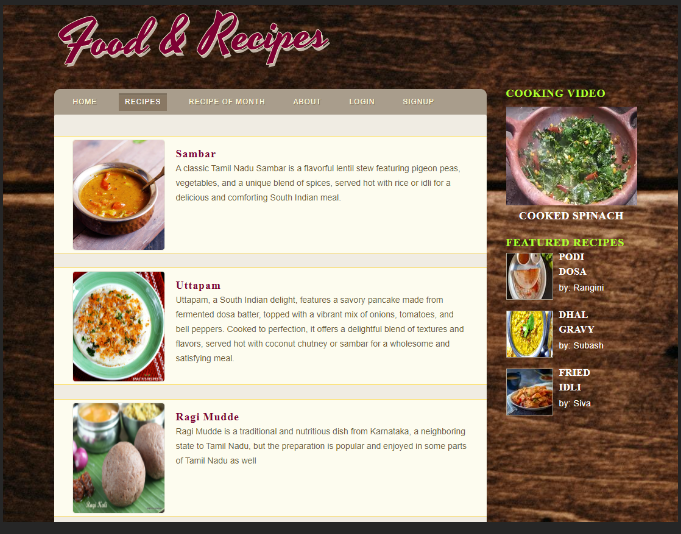 Food & Recipes
HOME RECIPES RECIPE OF MONTH ABOUT LOGIN SIGNUP
Sambar
A classic Tamil Nadu Sambar is a flavorful lentil stew featuring pigeon peas,
vegetables, and a unique blend of spices, served hot with rice or idli for a
delicious and comforting South Indian meal.
Uttapam
Uttapam, a South Indian delight, features a savory pancake made from
fermented dosa batter, topped with a vibrant mix of onions, tomatoes, and
bell peppers. Cooked to perfection, it offers a delightful blend of textures and
flavors, served hot with coconut chutney or sambar for a wholesome and
satisfying meal.
Ragi Mudde
Ragi Mudde is a traditional and nutritious dish from Karnataka, a neighboring
state to Tamil Nadu, but the preparation is popular and enjoyed in some parts
of Tamil Nadu as well
Ragi Mudde
COOKING VIDEO
COOKED SPINACH
FEATURED RECIPES
PODI
DOSA
by: Rangini
DHAL
GRAVY
by: Subash
FRIED
IDLI
by: Siva